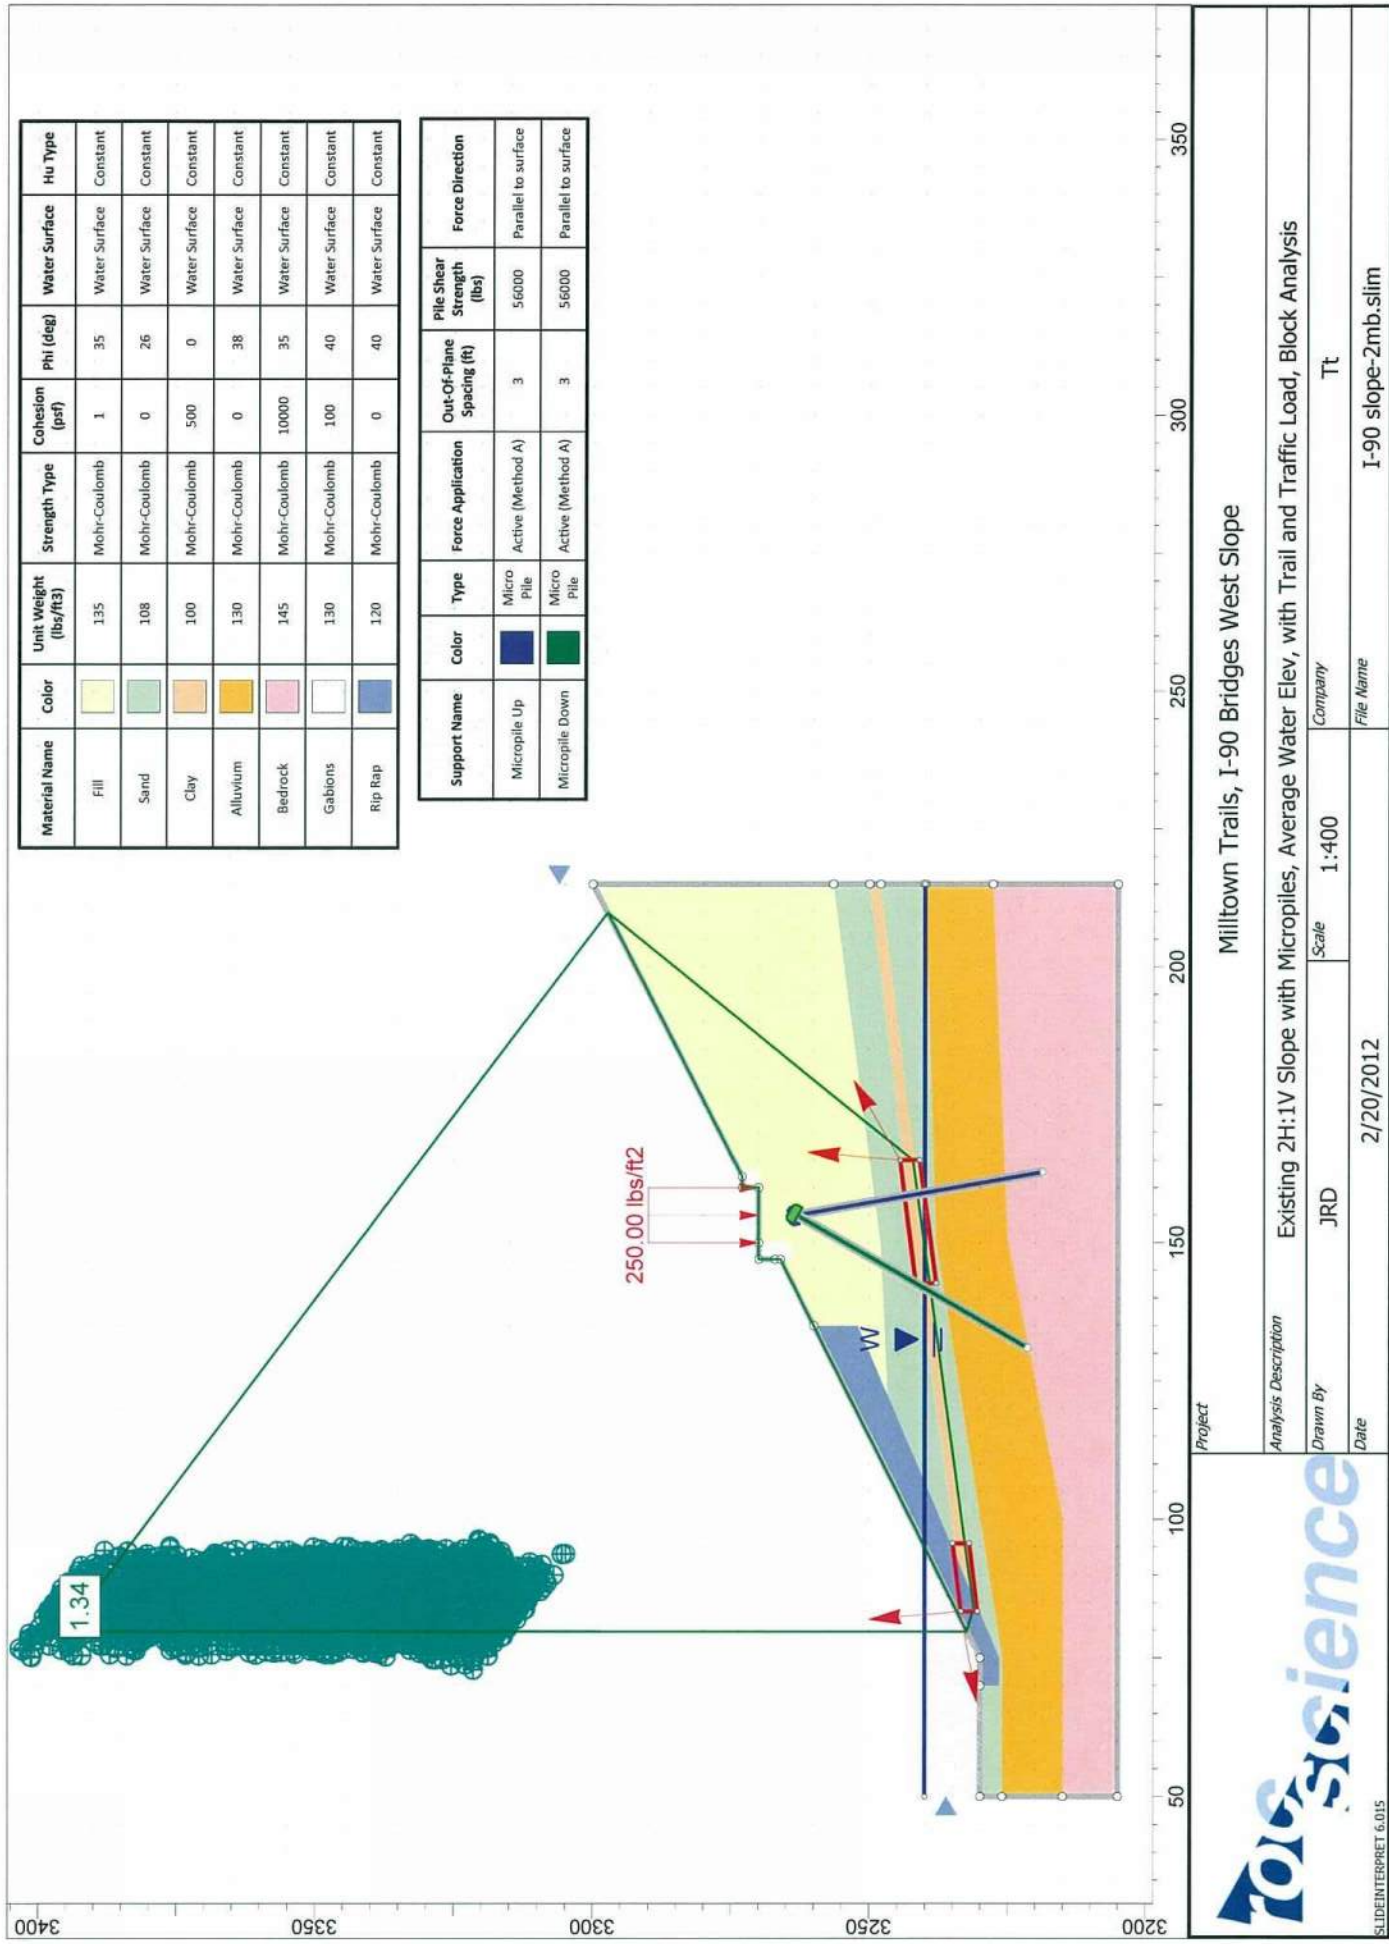 Material Name Color Unit Weight (lbs/ft3) Strength Type Cohesion (psf) Phi (deg) Water Surface Hu Type
Fill 135 Mohr-Coulomb 1 35 Water Surface Constant
Sand 108 Mohr-Coulomb 0 26 Water Surface Constant
Clay 100 Mohr-Coulomb 500 0 Water Surface Constant
Alluvium 130 Mohr-Coulomb 0 38 Water Surface Constant
Bedrock 145 Mohr-Coulomb 10000 35 Water Surface Constant
Gabions 130 Mohr-Coulomb 100 40 Water Surface Constant
Rip Rap 120 Mohr-Coulomb 0 40 Water Surface Constant
Support Name Color Type Force Application Out-Of-Plane Spacing (ft) Pile Shear Strength (lbs) Force Direction
Micropile Up Micro Pile Active (Method A) 3 56000 Parallel to surface
Micropile Down Micro Pile Active (Method A) 3 56000 Parallel to surface
1.34
250.00 lbs/ft2
W
3400
3350
3300
3250
3200
50 100 150 200 250 300 350
rocscience
SLIDEINTERPRET 6.015
Project
Milltown Trails, I-90 Bridges West Slope
Analysis Description
Existing 2H:1V Slope with Micropiles, Average Water Elev, with Trail and Traffic Load, Block Analysis
Drawn By
JRD
Scale
1:400
Company
Tt
Date
2/20/2012
File Name
I-90 slope-2mb.slim